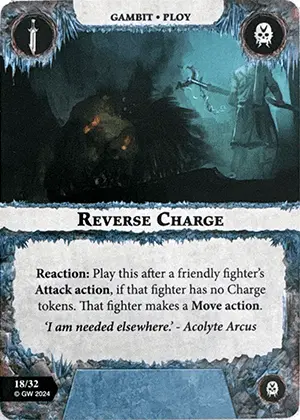 GAMBIT • PLOY
REVERSE CHARGE
Reaction: Play this after a friendly fighter's
Attack action, if that fighter has no Charge
tokens. That fighter makes a Move action.
'I am needed elsewhere.' - Acolyte Arcus
18/32
© GW 2024